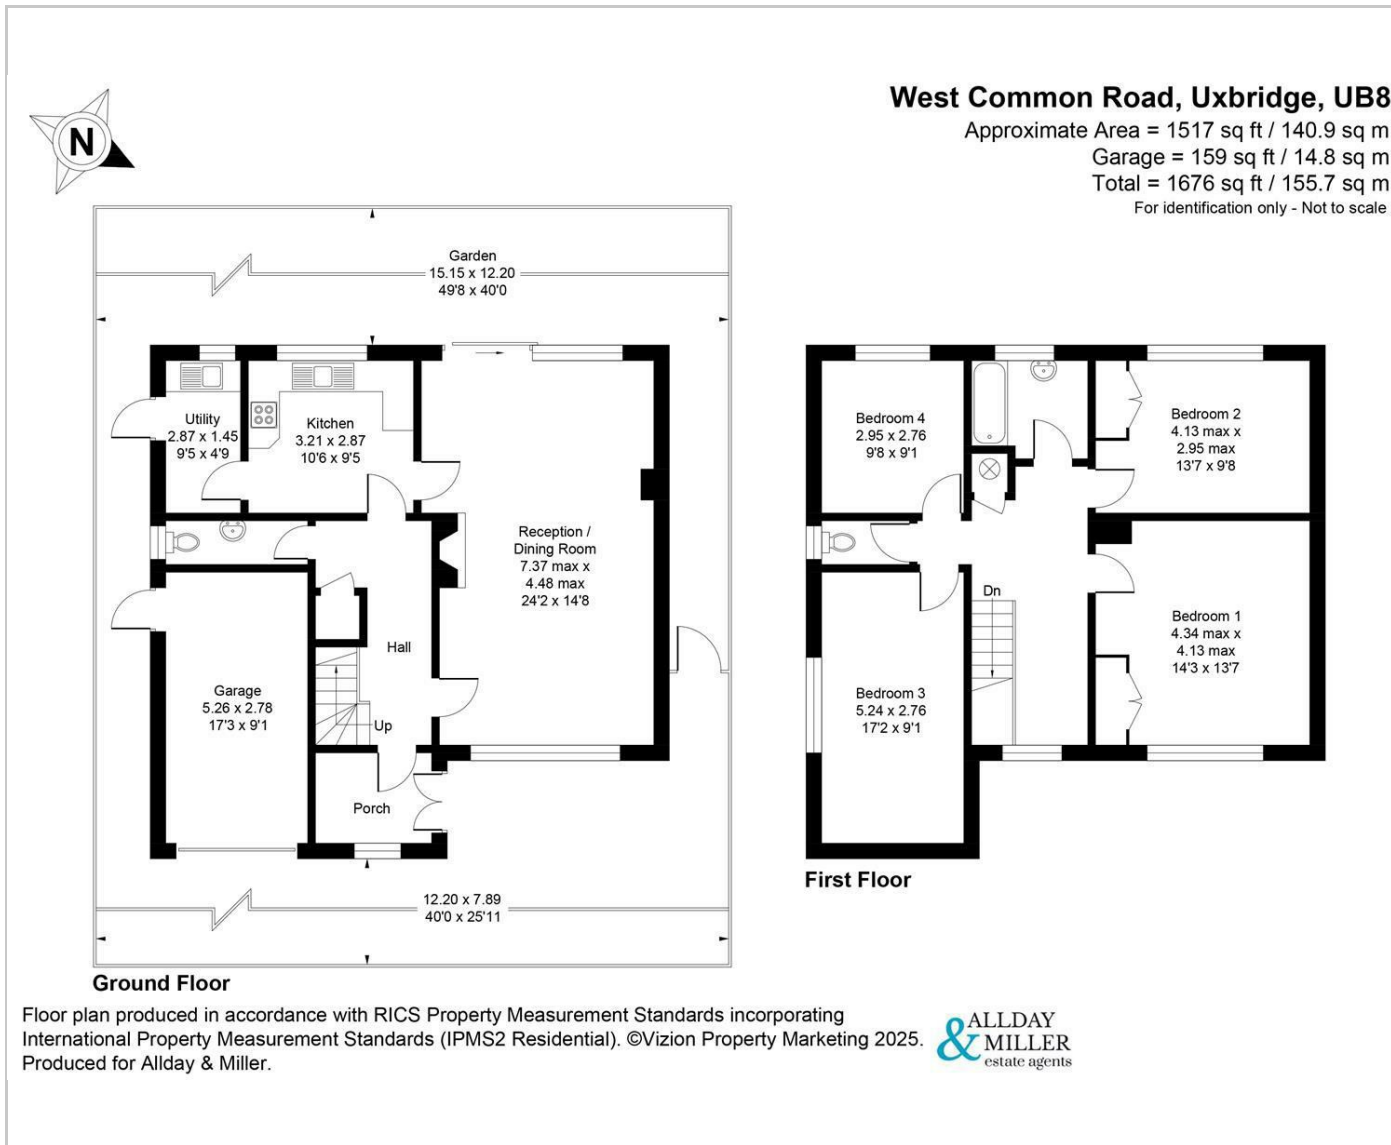 N
West Common Road, Uxbridge, UB8
Approximate Area = 1517 sq ft / 140.9 sq m
Garage = 159 sq ft / 14.8 sq m
Total = 1676 sq ft / 155.7 sq m
For identification only - Not to scale
Garden
15.15 x 12.20
49'8 x 40'0
Utility
2.87 x 1.45
9'5 x 4'9
Kitchen
3.21 x 2.87
10'6 x 9'5
Reception /
Dining Room
7.37 max x
4.48 max
24'2 x 14'8
Hall
Garage
5.26 x 2.78
17'3 x 9'1
Up
Porch
12.20 x 7.89
40'0 x 25'11
Ground Floor
Bedroom 4
2.95 x 2.76
9'8 x 9'1
Bedroom 2
4.13 max x
2.95 max
13'7 x 9'8
Dn
Bedroom 1
4.34 max x
4.13 max
14'3 x 13'7
Bedroom 3
5.24 x 2.76
17'2 x 9'1
First Floor
Floor plan produced in accordance with RICS Property Measurement Standards incorporating
International Property Measurement Standards (IPMS2 Residential). ©Vizion Property Marketing 2025.
Produced for Allday & Miller.
ALLDAY
& MILLER
estate agents